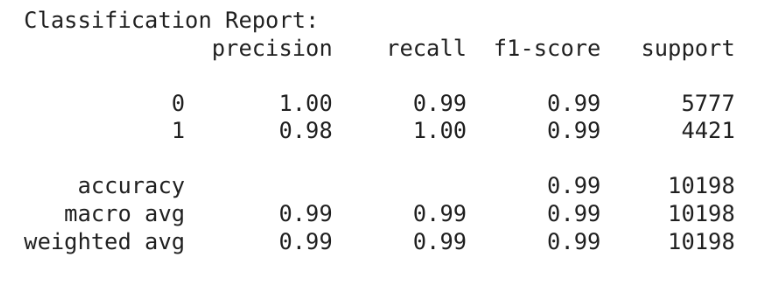 Classification Report:
              precision    recall  f1-score   support

           0       1.00      0.99      0.99      5777
           1       0.98      1.00      0.99      4421

    accuracy                           0.99     10198
   macro avg       0.99      0.99      0.99     10198
weighted avg       0.99      0.99      0.99     10198